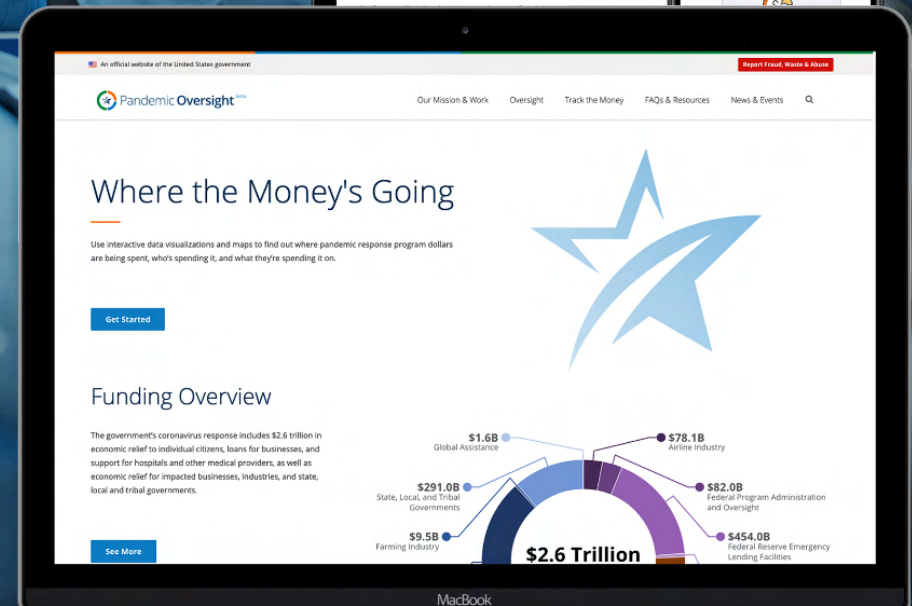 An official website of the United States government
Report Fraud, Waste & Abuse
Pandemic Oversight beta
Our Mission & Work
Oversight
Track the Money
FAQs & Resources
News & Events
Where the Money's Going
Use interactive data visualizations and maps to find out where pandemic response program dollars
are being spent, who's spending it, and what they're spending it on.
Get Started
Funding Overview
The government's coronavirus response includes $2.6 trillion in
economic relief to individual citizens, loans for businesses, and
support for hospitals and other medical providers, as well as
economic relief for impacted businesses, industries, and state,
local and tribal governments.
See More
$1.6B
Global Assistance
$78.1B
Airline Industry
$291.0B
State, Local, and Tribal
Governments
$82.0B
Federal Program Administration
and Oversight
$9.5B
Farming Industry
$454.0B
Federal Reserve Emergency
Lending Facilities
$2.6 Trillion
MacBook